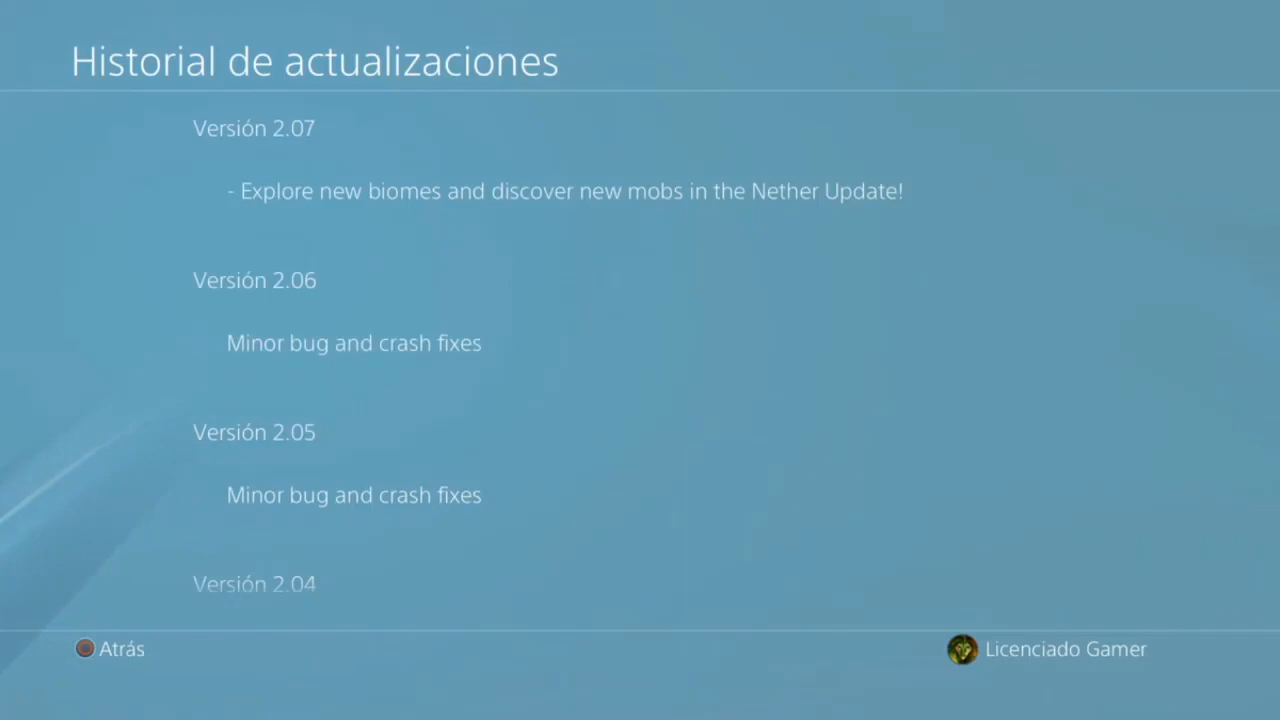 Historial de actualizaciones
Versión 2.07
- Explore new biomes and discover new mobs in the Nether Update!
Versión 2.06
Minor bug and crash fixes
Versión 2.05
Minor bug and crash fixes
Versión 2.04
Atrás
Licenciado Gamer